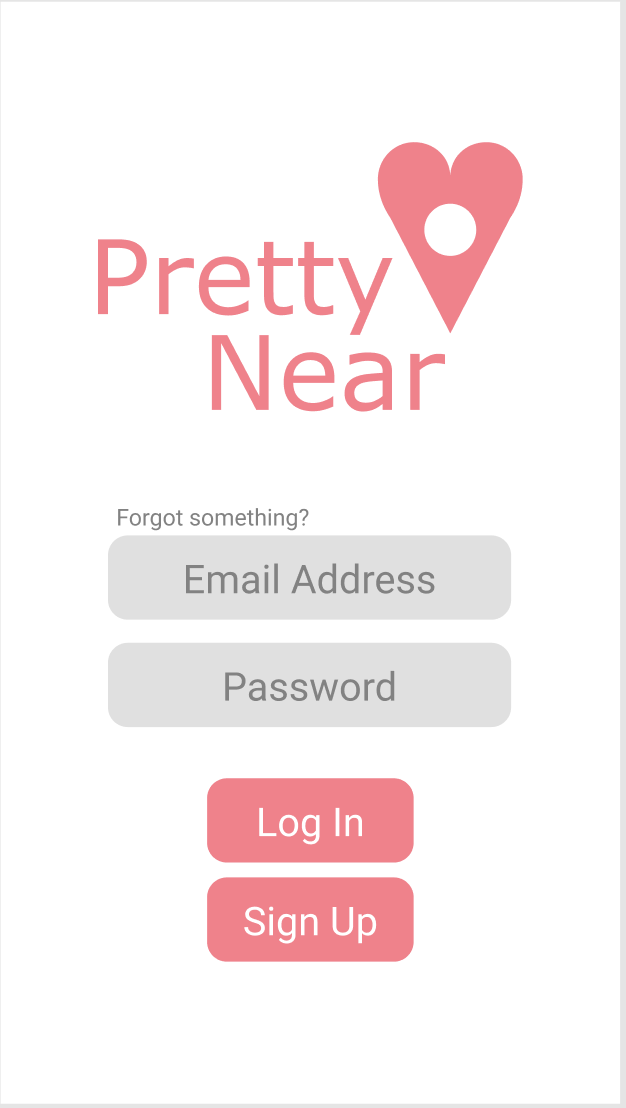 Pretty
Near
Forgot something?
Email Address
Password
Log In
Sign Up